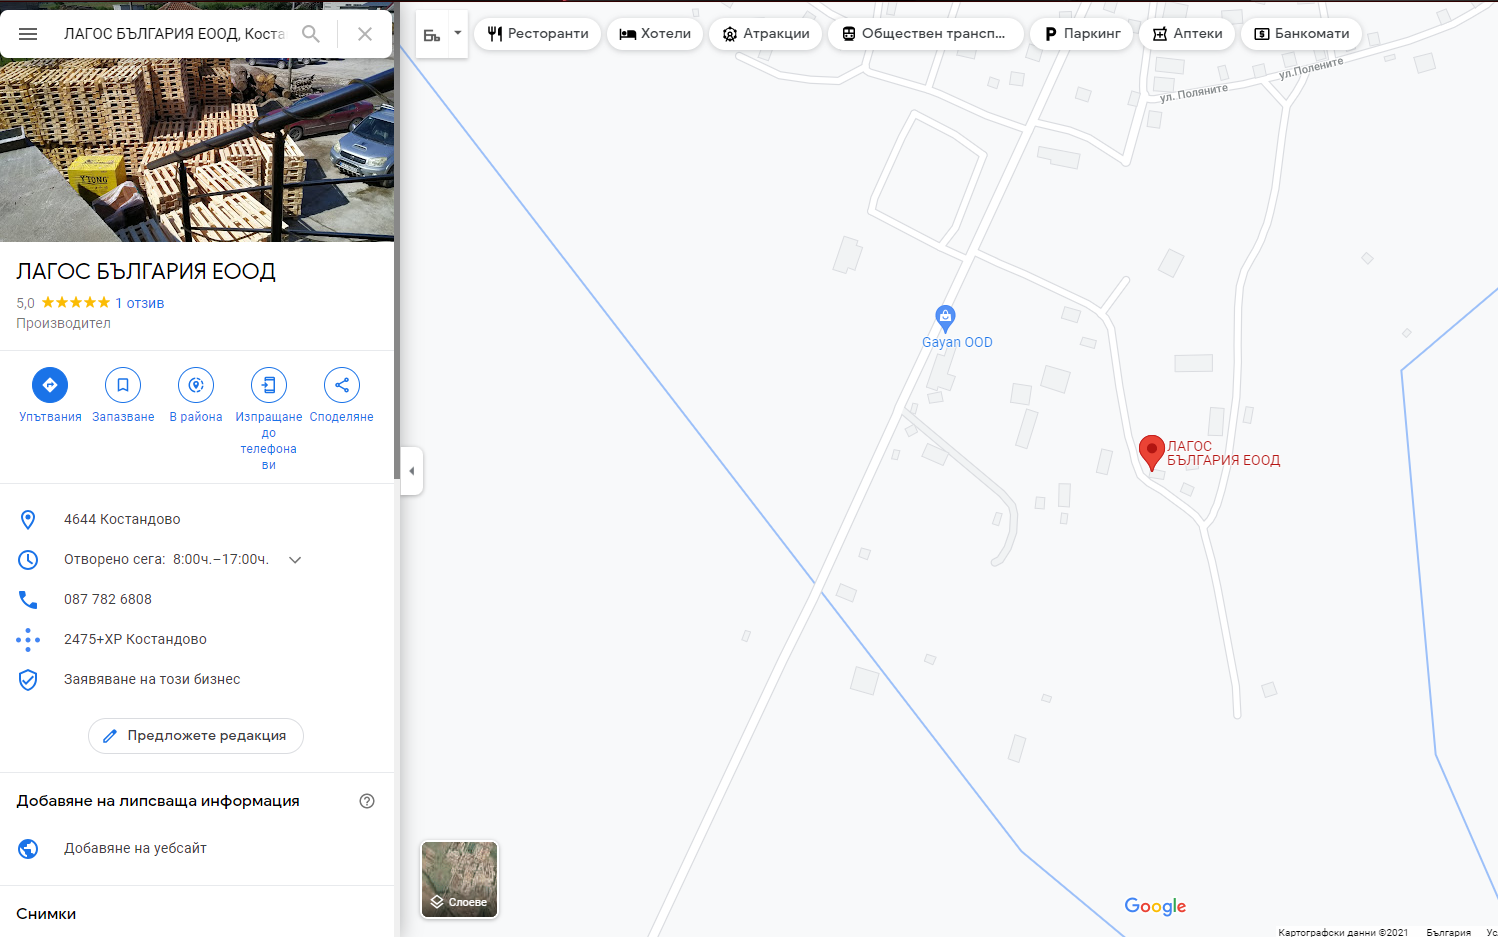 ЛАГОС БЪЛГАРИЯ ЕООД, Коста
YTONG
ЛАГОС БЪЛГАРИЯ ЕООД
5,0 ★★★★★ 1 отзив
Производител
Упътвания
Запазване
В района
Изпращане
до
телефона
ви
Споделяне
4644 Костандово
Отворено сега: 8:00ч.–17:00ч.
087 782 6808
2475+XP Костандово
Заявяване на този бизнес
Предложете редакция
Добавяне на липсваща информация
Добавяне на уебсайт
Снимки
Ресторанти
Хотели
Атракции
Обществен трансп...
Паркинг
Аптеки
Банкомати
ул. Поляните
ул.Полените
Gayan OOD
ЛАГОС
БЪЛГАРИЯ ЕООД
Слоеве
Google
Картографски данни ©2021 България Ус